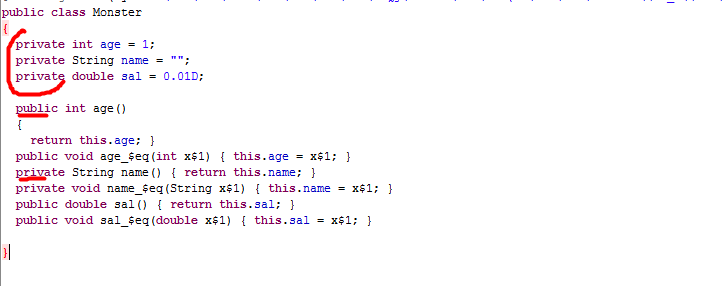 public class Monster
{
private int age = 1;
private String name = "";
private double sal = 0.01D;
public int age()
{
return this.age; }
public void age_$eq(int x$1) { this.age = x$1; }
private String name() { return this.name; }
private void name_$eq(String x$1) { this.name = x$1; }
public double sal() { return this.sal; }
public void sal_$eq(double x$1) { this.sal = x$1; }
}